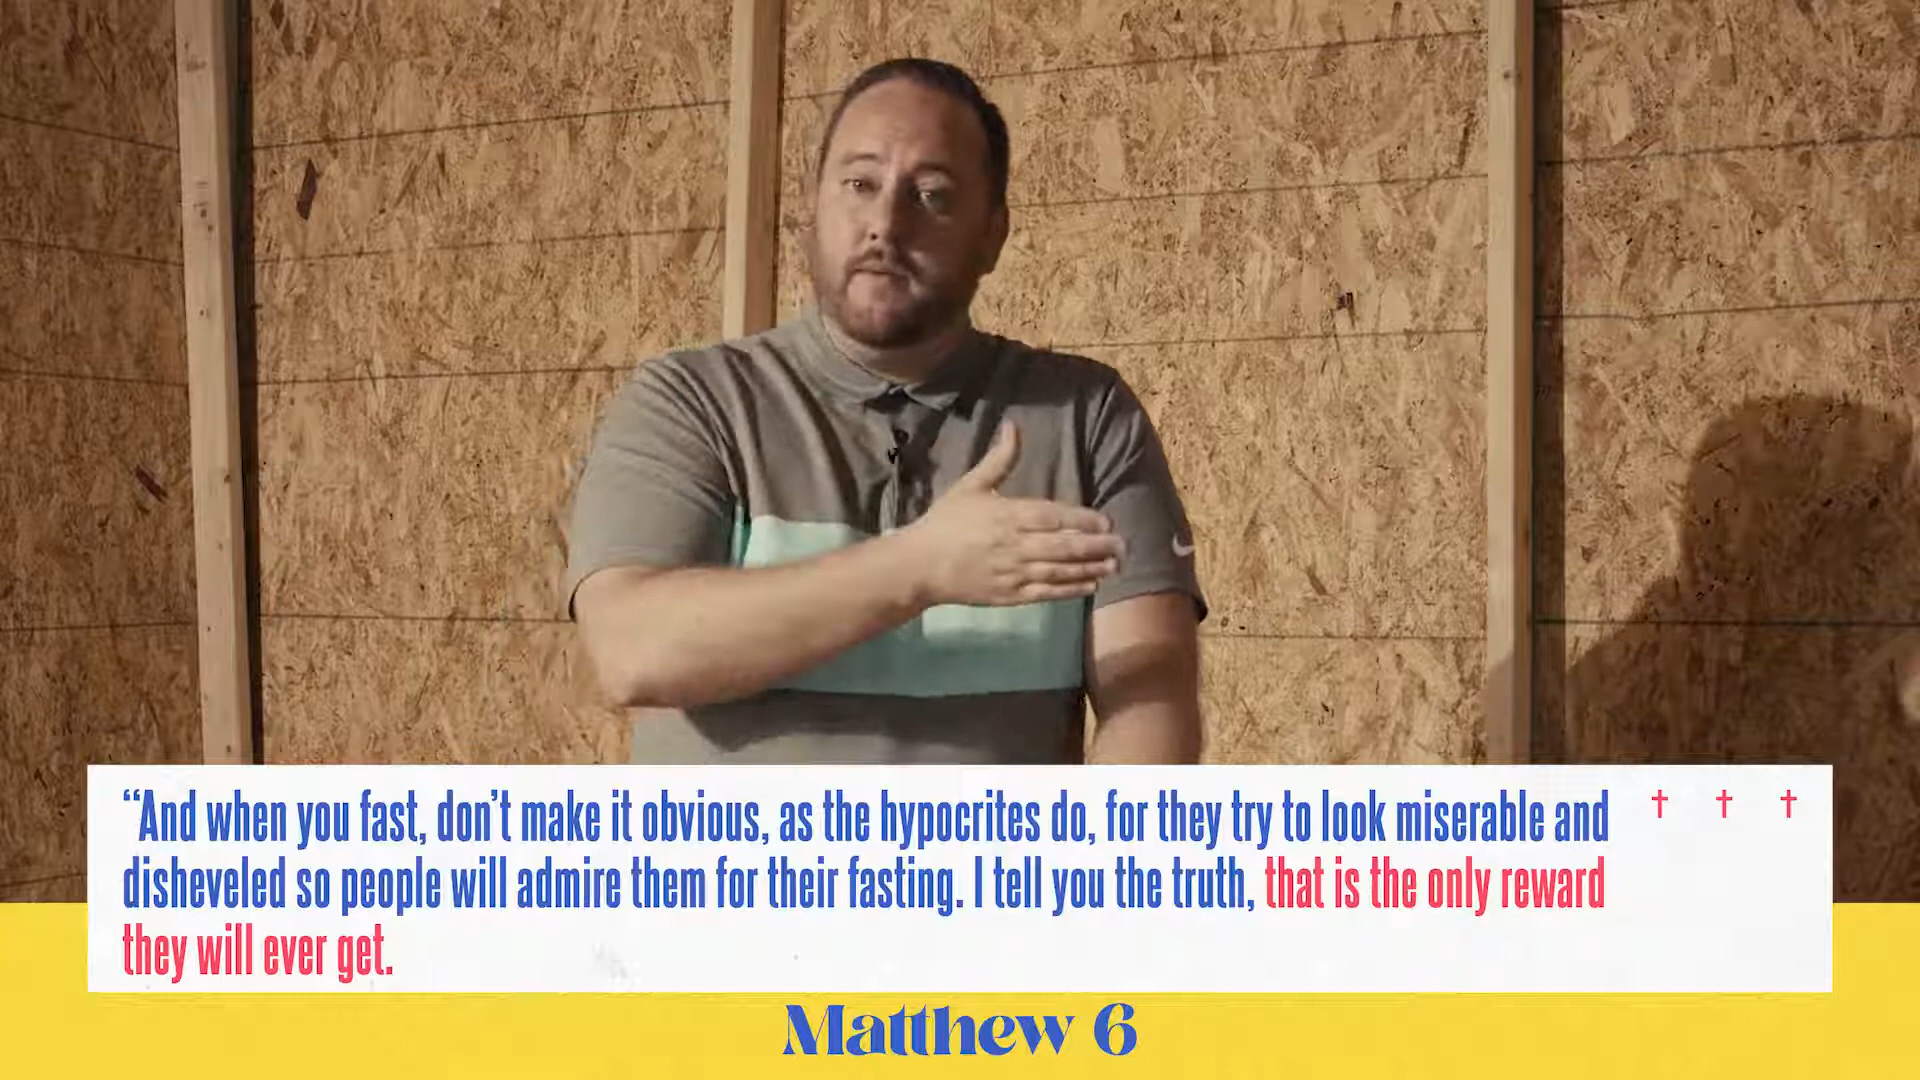 “And when you fast, don’t make it obvious, as the hypocrites do, for they try to look miserable and
disheveled so people will admire them for their fasting. I tell you the truth, that is the only reward
they will ever get.
Matthew 6